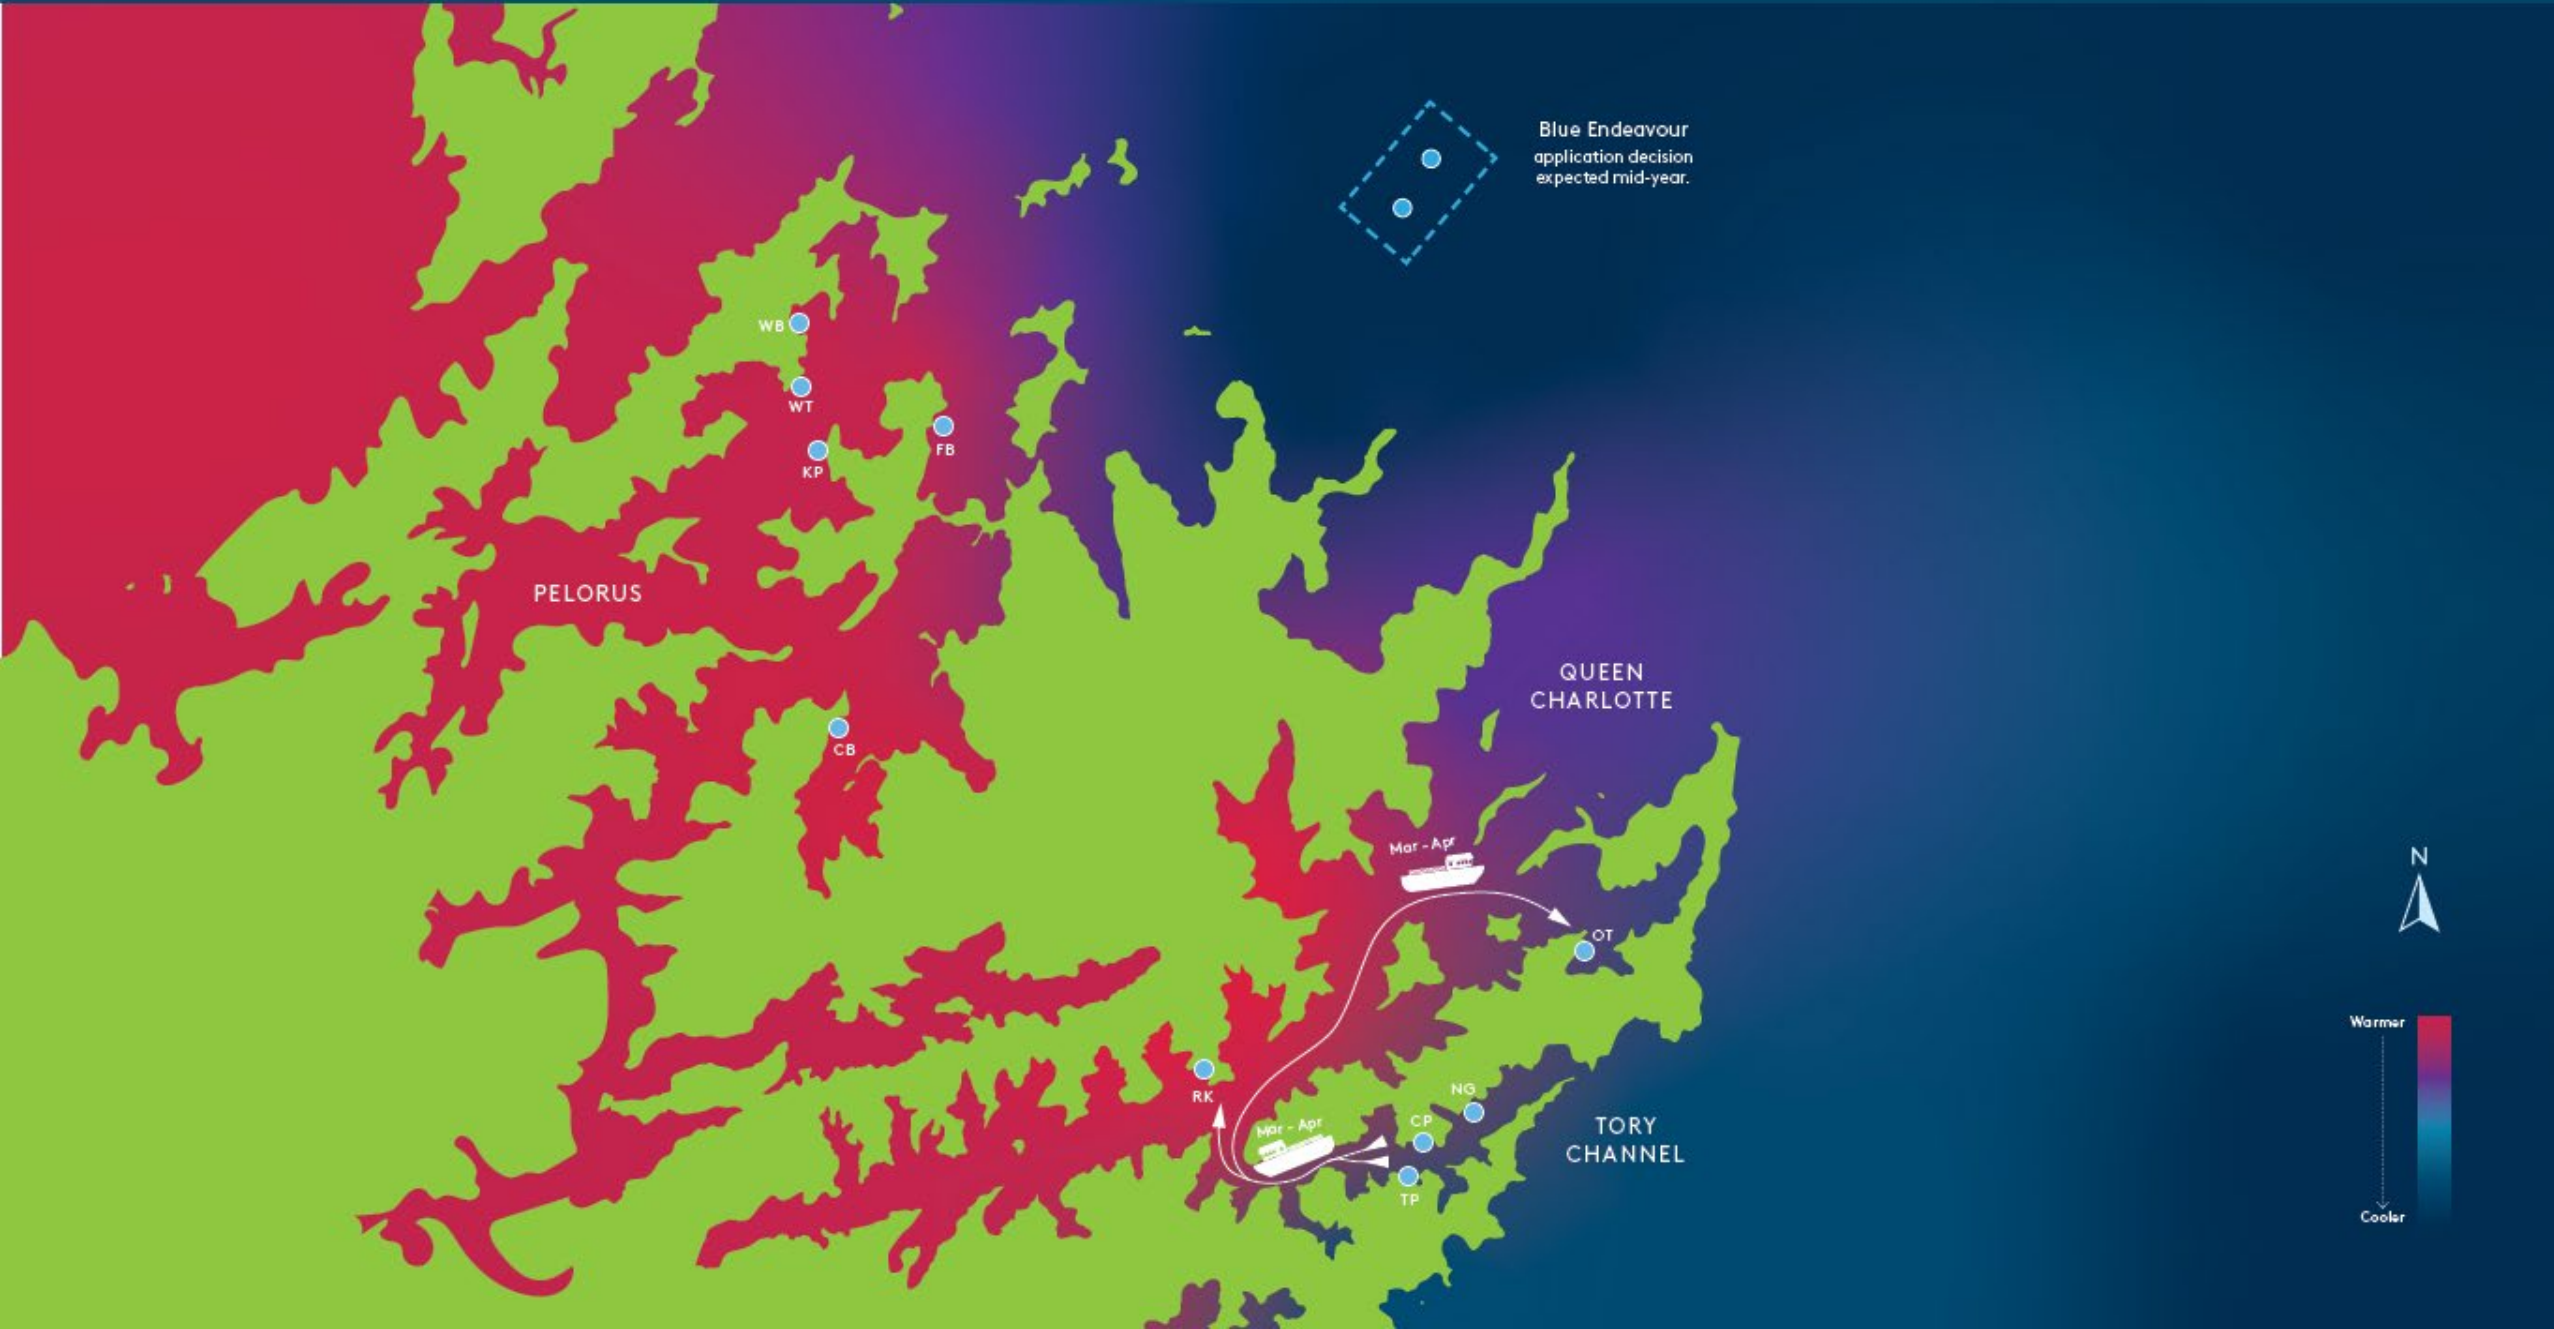 Blue Endeavour
application decision
expected mid-year.
WB
WT
FB
KP
PELORUS
QUEEN
CHARLOTTE
CB
Mar - Apr
N
OT
Warmer
RK
NG
CP
Mar - Apr
TORY
CHANNEL
TP
Cooler